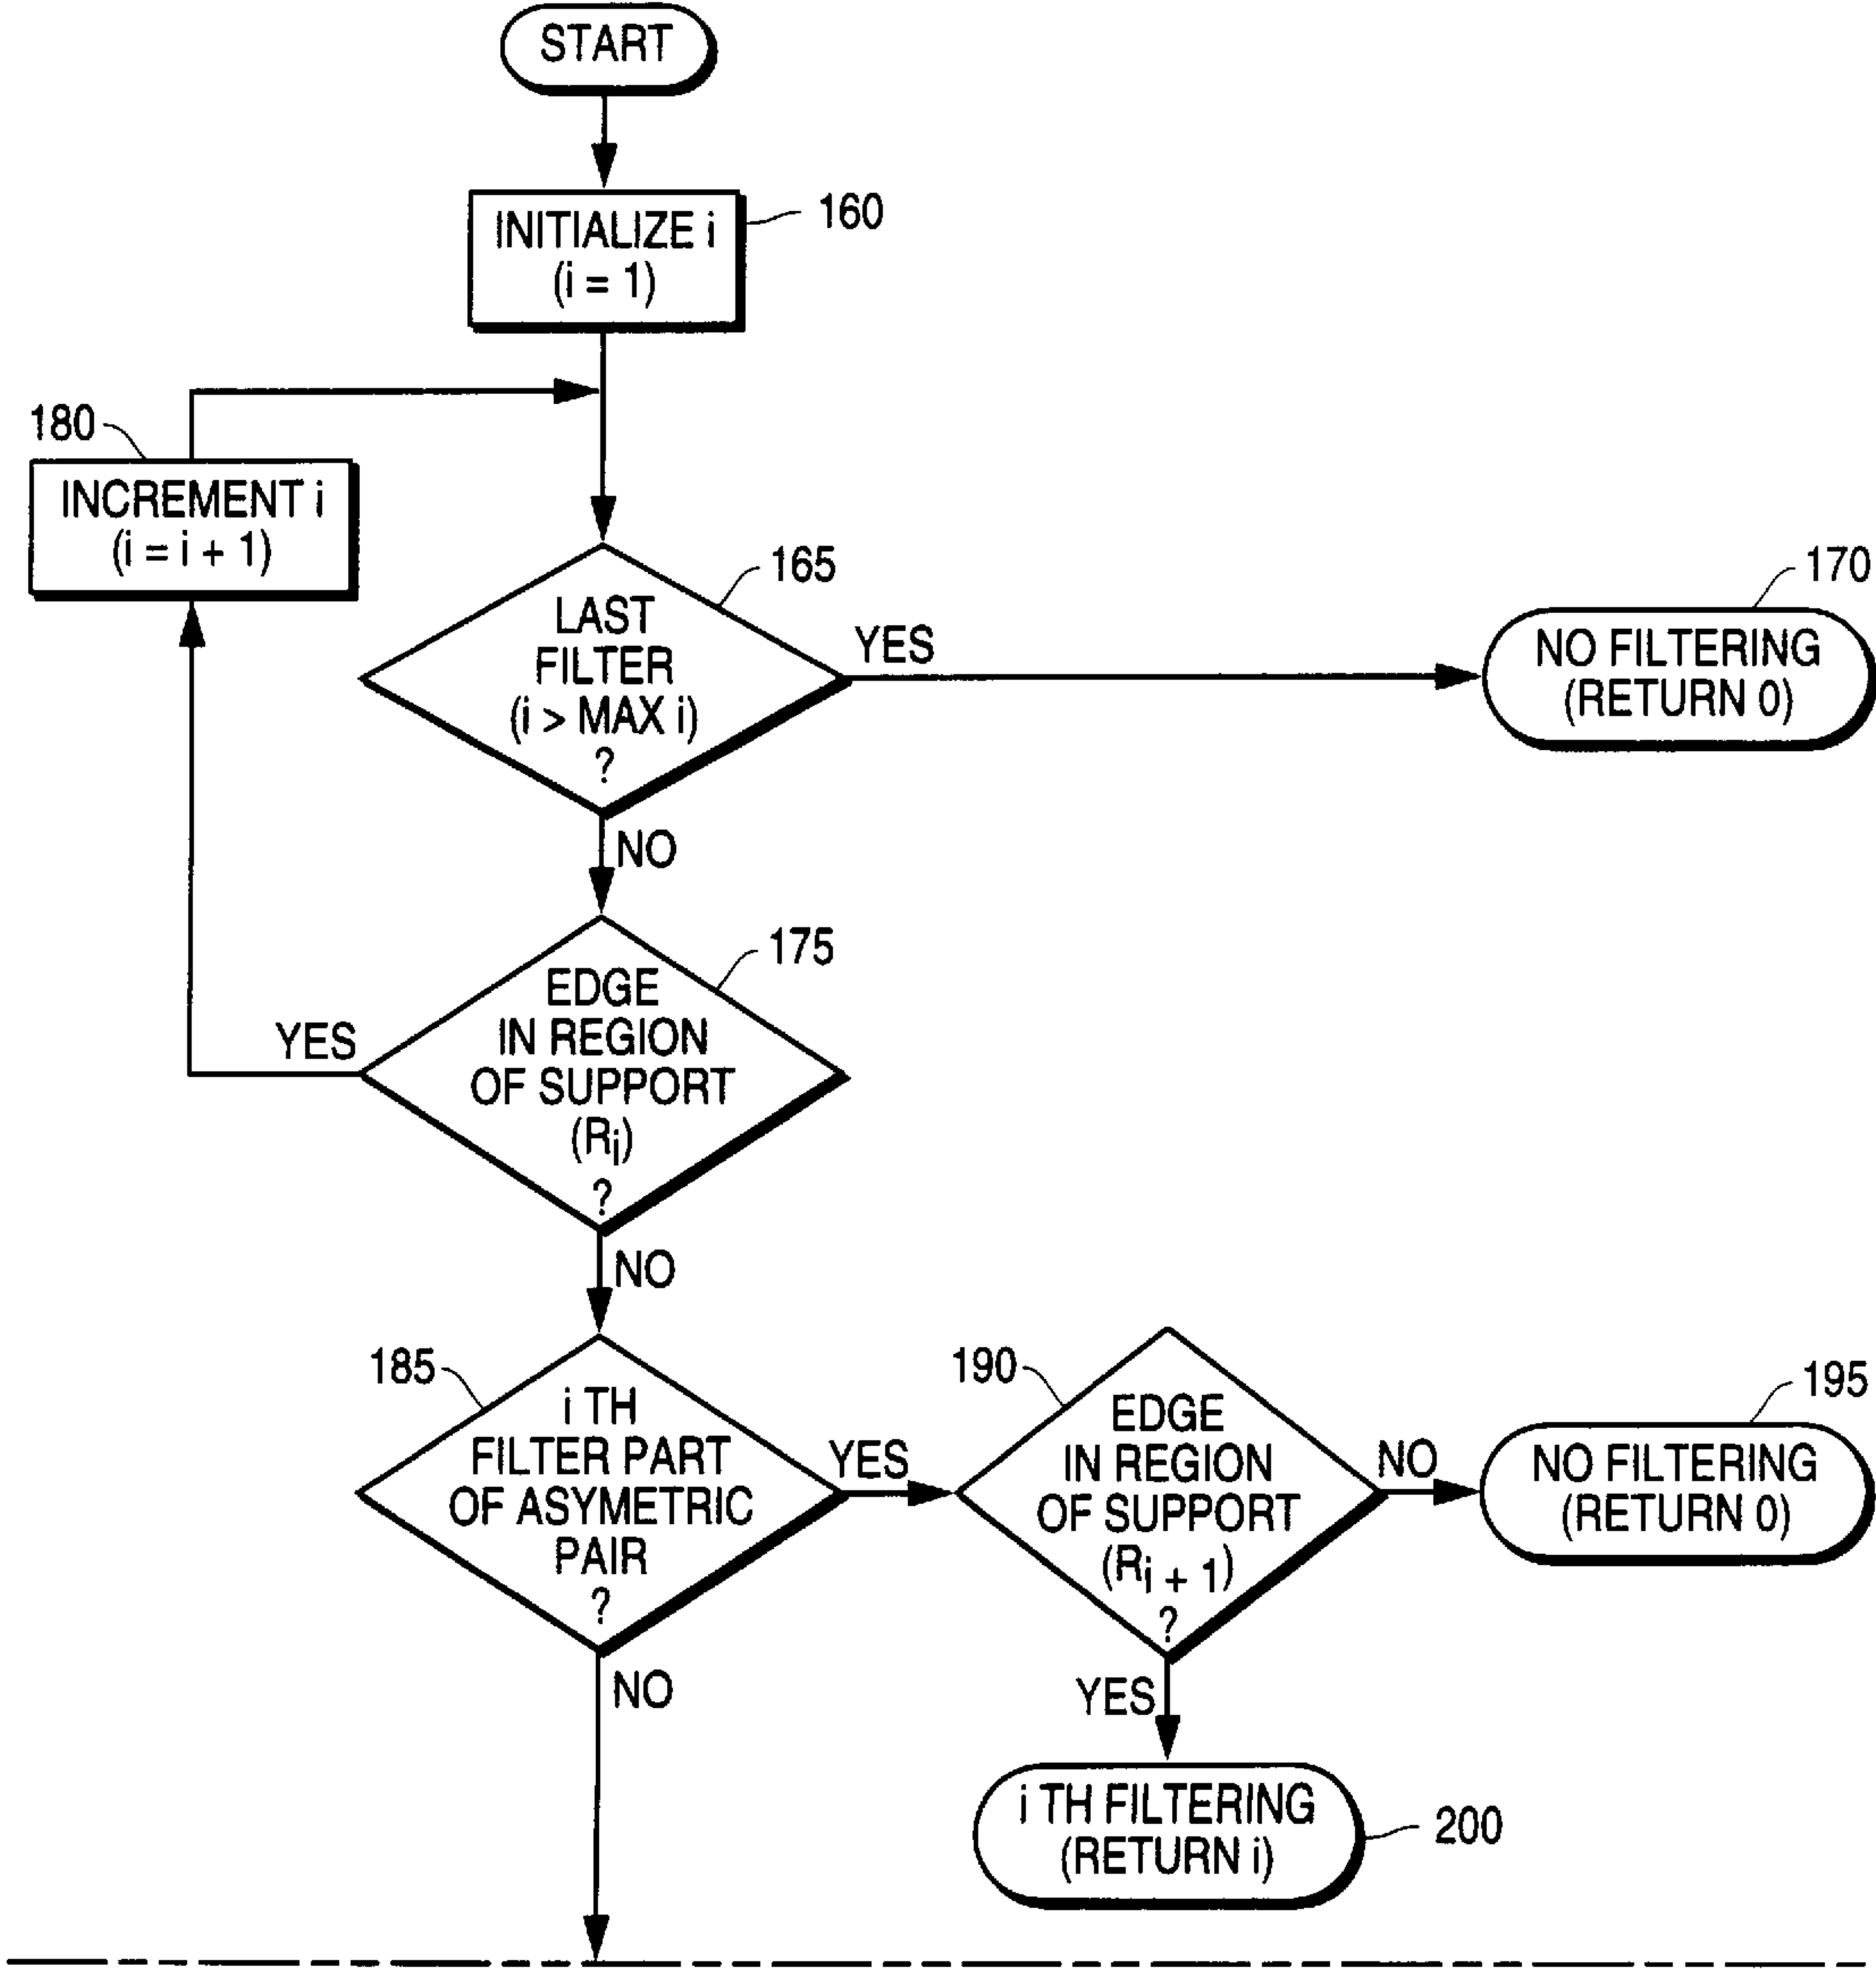 START
INITIALIZE i
(i = 1)
160
180
INCREMENT i
(i = i + 1)
165
LAST
FILTER
(i > MAX i)
?
YES
170
NO FILTERING
(RETURN 0)
NO
175
EDGE
IN REGION
OF SUPPORT
(Ri)
?
YES
NO
185
i TH
FILTER PART
OF ASYMETRIC
PAIR
?
YES
190
EDGE
IN REGION
OF SUPPORT
(Ri + 1)
?
NO
195
NO FILTERING
(RETURN 0)
NO
YES
i TH FILTERING
(RETURN i)
200